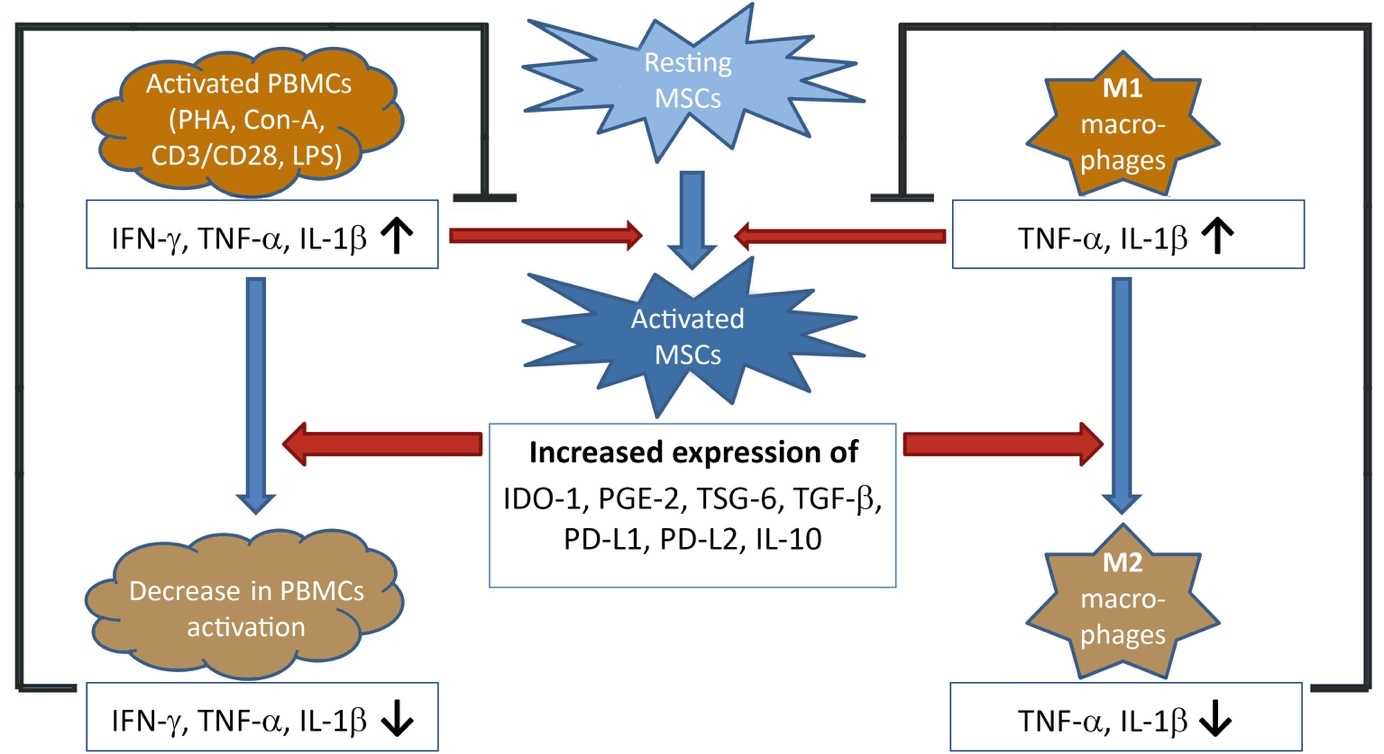 Activated PBMCs
(PHA, Con-A,
CD3/CD28, LPS)
IFN-γ, TNF-α, IL-1β ↑
Resting
MSCs
M1
macro-
phages
TNF-α, IL-1β ↑
Activated
MSCs
Increased expression of
IDO-1, PGE-2, TSG-6, TGF-β,
PD-L1, PD-L2, IL-10
Decrease in PBMCs
activation
IFN-γ, TNF-α, IL-1β ↓
M2
macro-
phages
TNF-α, IL-1β ↓